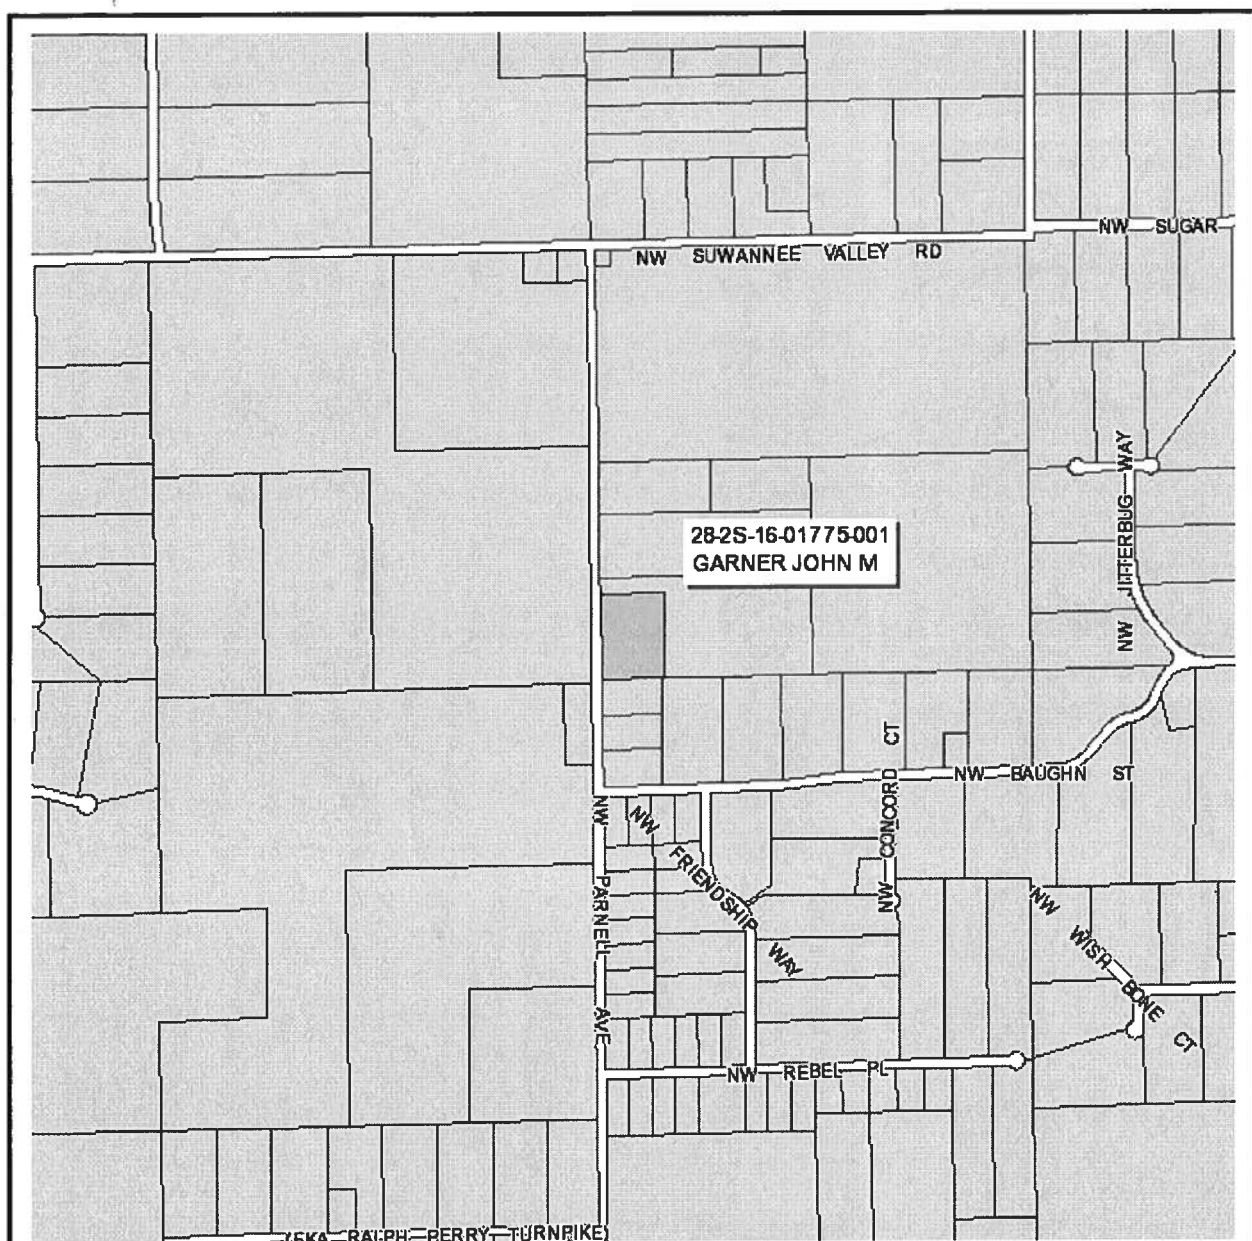 NW SUGAR
NW SUWANNEE VALLEY RD
NW JITTERBUG WAY
28-2S-16-01775-001
GARNER JOHN M
NW CONCORD CT
NW BAUGHN ST
NW FRIENDSHIP WAY
NW PARNELL AVE
NW WISH BONE CT
NW REBEL PL
(FKA RALPH PERRY TURNPIKE)